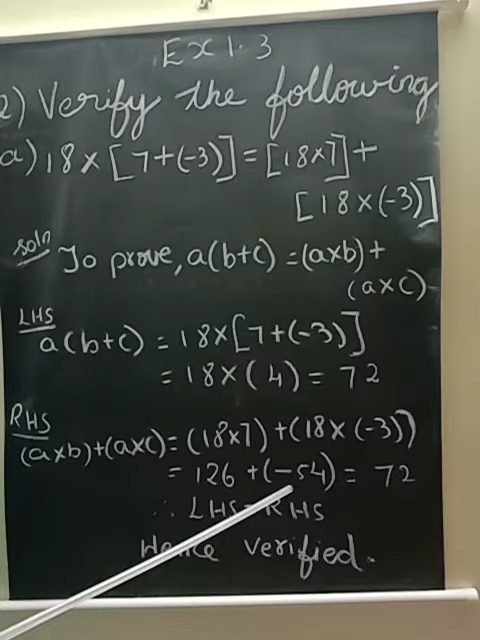 Ex 1.3
2) Verify the following
a) 18 × [7+(-3)] = [18×7] +
[18×(-3)]
soln To prove, a(b+c) = (a×b) +
(a×c)
LHS
a(b+c) = 18×[7+(-3)]
= 18×(4) = 72
RHS
(a×b)+(a×c) = (18×7) + (18×(-3))
= 126 + (-54) = 72
∴ LHS = RHS
Hence verified.